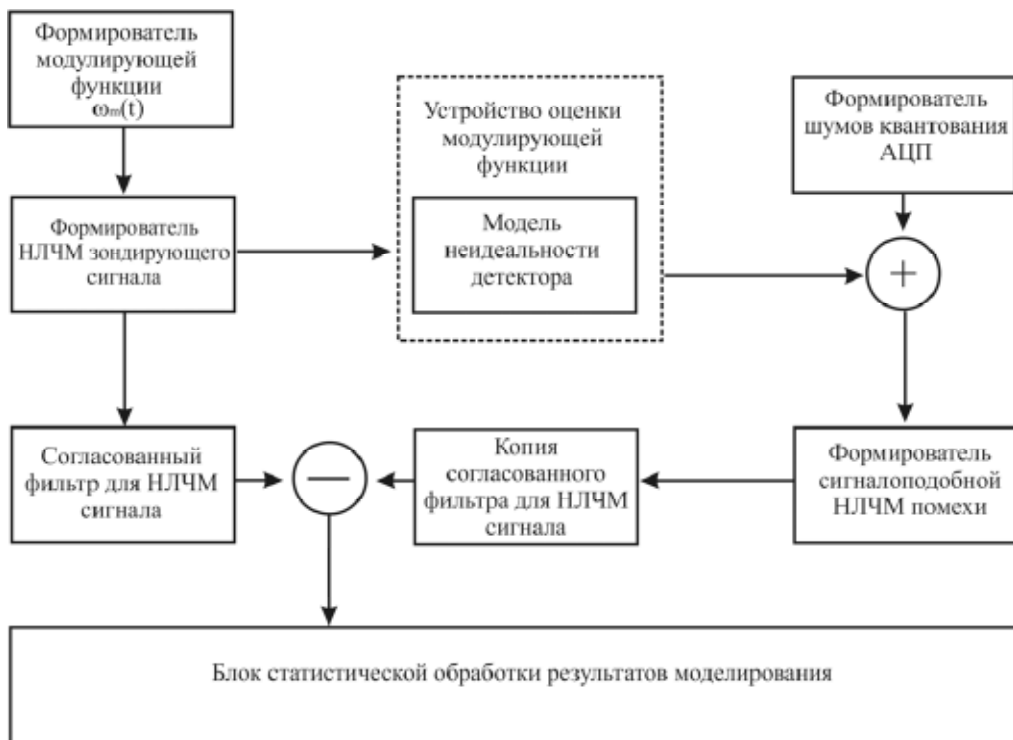 Формирователь
модулирующей
функции
ωm(t)
Устройство оценки
модулирующей
функции
Формирователь
шумов квантования
АЦП
Формирователь
НЛЧМ зондирующего
сигнала
Модель
неидеальности
детектора
+
Согласованный
фильтр для НЛЧМ
сигнала
—
Копия
согласованного
фильтра для НЛЧМ
сигнала
Формирователь
сигналоподобной
НЛЧМ помехи
Блок статистической обработки результатов моделирования